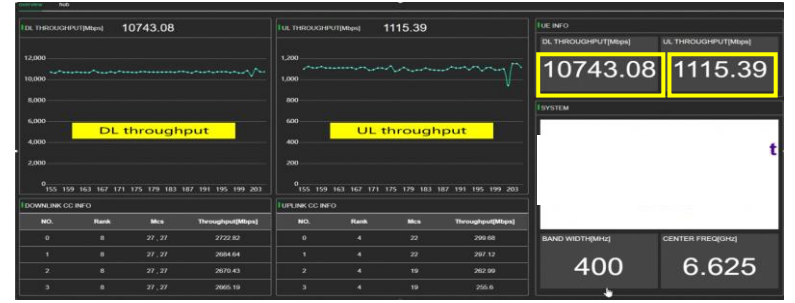 overview hub
DL THROUGHPUT[Mbps] 10743.08
12,000
10,000
8,000
6,000
4,000
2,000
0
DL throughput
155 159 163 167 171 175 179 183 187 191 195 199 203
UL THROUGHPUT[Mbps] 1115.39
1,200
1,000
800
600
400
200
0
UL throughput
155 159 163 167 171 175 179 183 187 191 195 199 203
UE INFO
DL THROUGHPUT[Mbps] UL THROUGHPUT[Mbps]
10743.08 1115.39
SYSTEM
t
DOWNLINK CC INFO
NO. Rank Mcs Throughput[Mbps]
0 8 27 , 27 2722.82
1 8 27 , 27 2684.64
2 8 27 , 27 2670.43
3 8 27 , 27 2665.19
UPLINK CC INFO
NO. Rank Mcs Throughput[Mbps]
0 4 22 299.68
1 4 22 297.12
2 4 19 262.99
3 4 19 255.6
BAND WIDTH[MHz] CENTER FREQ[GHz]
400 6.625